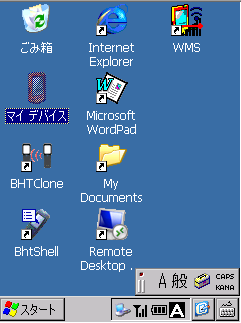 ごみ箱
Internet
Explorer
WMS
マイ デバイス
Microsoft
WordPad
BHTClone
My
Documents
BhtShell
Remote
Desktop ..
A 般
CAPS
KANA
スタート
A